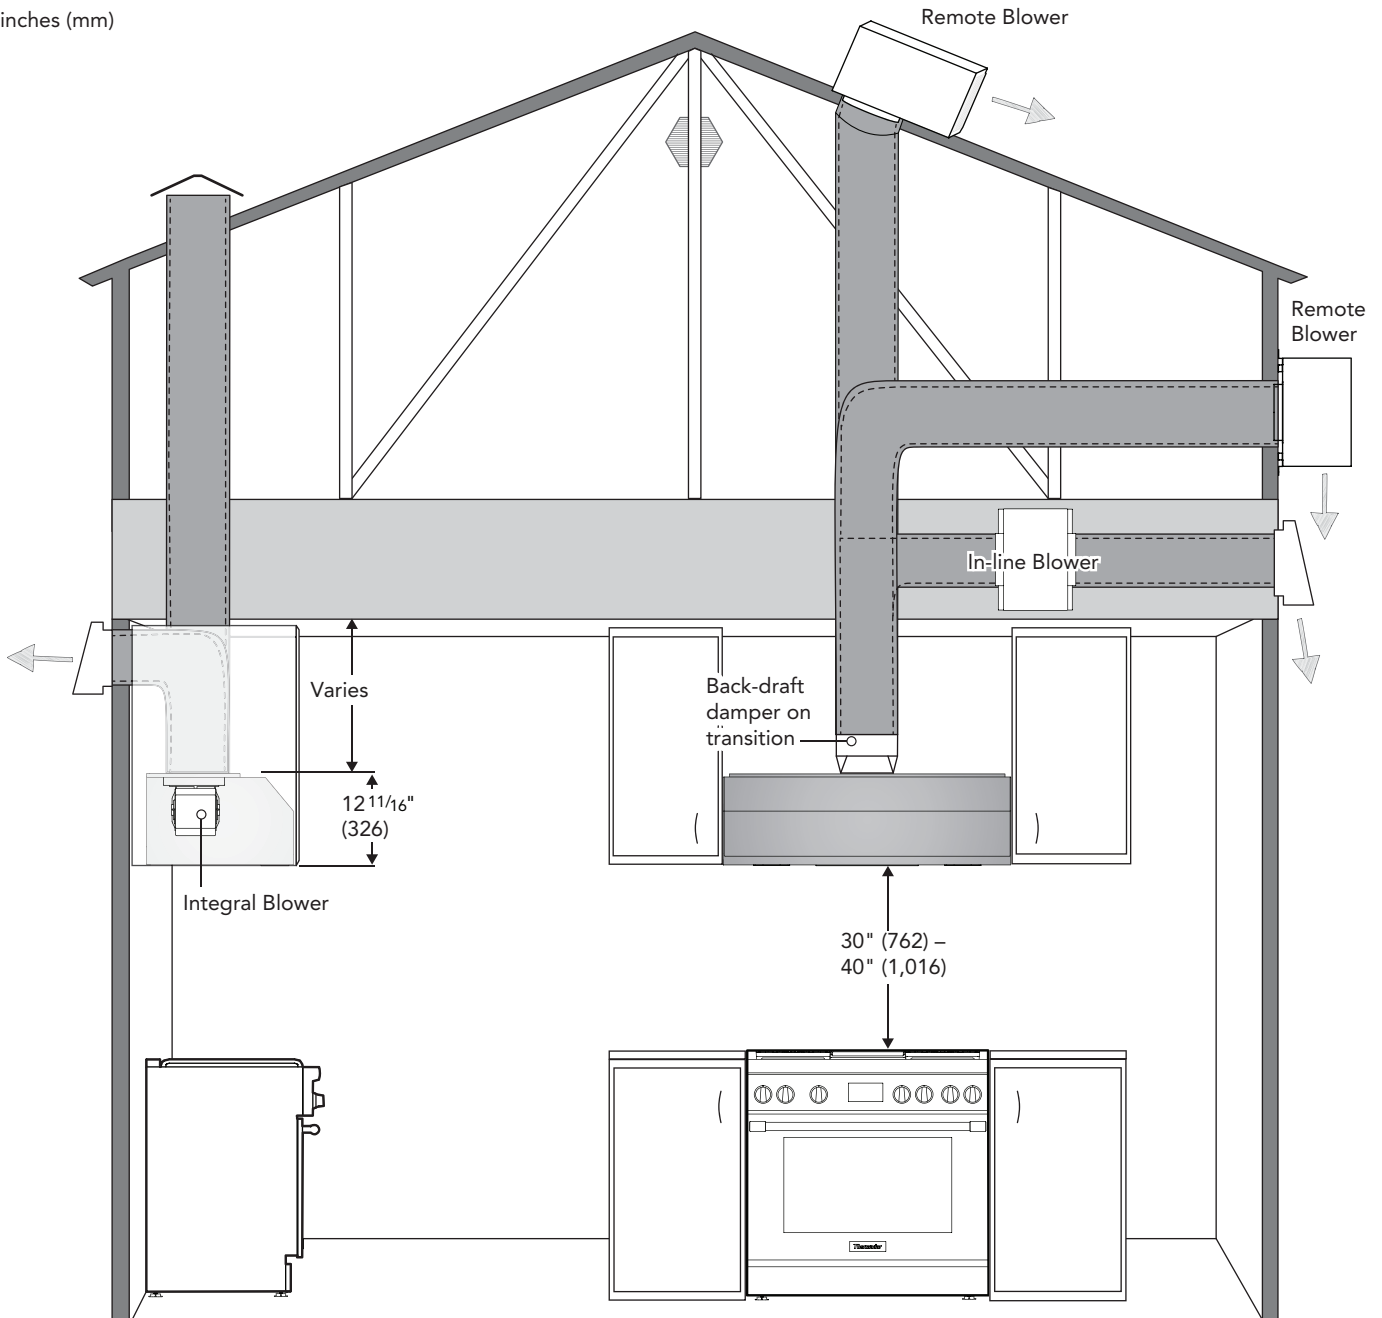 inches (mm)
Remote Blower
Remote
Blower
In-line Blower
Varies
Back-draft
damper on
transition
12 11/16"
(326)
Integral Blower
30" (762) –
40" (1,016)
Thermador